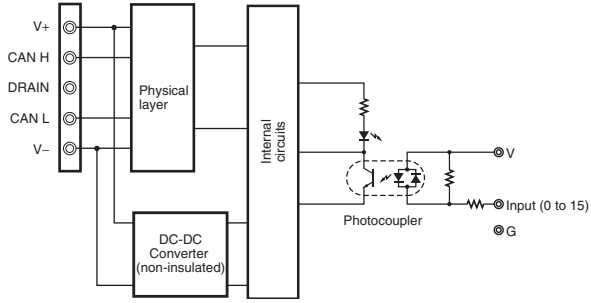 V+
CAN H
DRAIN
CAN L
V−
Physical
layer
DC-DC
Converter
(non-insulated)
Internal
circuits
Photocoupler
V
Input (0 to 15)
G